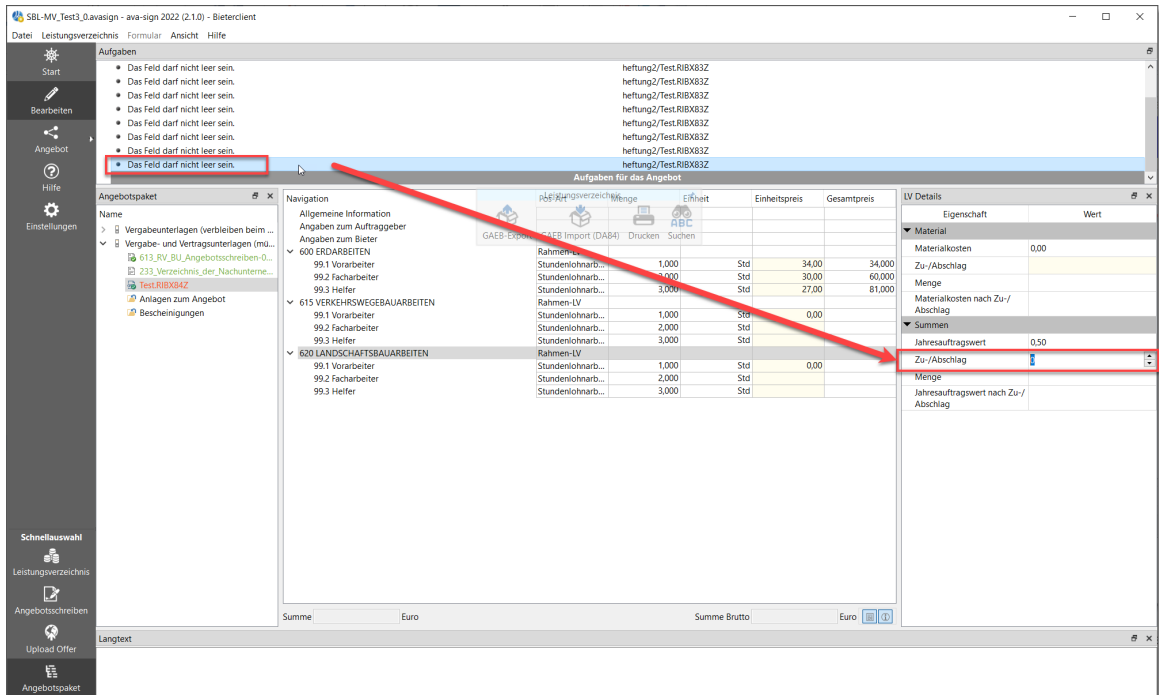 SBL-MV_Test3_0.avasign - ava-sign 2022 (2.1.0) - Bieterclient
Datei Leistungsverzeichnis Formular Ansicht Hilfe
Start
Bearbeiten
Angebot
Hilfe
Einstellungen
Schnellauswahl
Leistungsverzeichnis
Angebotsschreiben
Upload Offer
Angebotspaket
Aufgaben
Das Feld darf nicht leer sein. heftung2/Test.RIBX83Z
Das Feld darf nicht leer sein. heftung2/Test.RIBX83Z
Das Feld darf nicht leer sein. heftung2/Test.RIBX83Z
Das Feld darf nicht leer sein. heftung2/Test.RIBX83Z
Das Feld darf nicht leer sein. heftung2/Test.RIBX83Z
Das Feld darf nicht leer sein. heftung2/Test.RIBX83Z
Das Feld darf nicht leer sein. heftung2/Test.RIBX83Z
Das Feld darf nicht leer sein. heftung2/Test.RIBX83Z
Aufgaben für das Angebot
Angebotspaket
Name
Vergabeunterlagen (verbleiben beim ...
Vergabe- und Vertragsunterlagen (mü...
613_RV_BU_Angebotsschreiben-0...
233_Verzeichnis_der_Nachunterne...
Test.RIBX84Z
Anlagen zum Angebot
Bescheinigungen
Navigation Pos-Art Menge Einheit Einheitspreis Gesamtpreis
Leistungsverzeichnis
GAEB-Export GAEB Import (DA84) Drucken Suchen
ABC
Allgemeine Information
Angaben zum Auftraggeber
Angaben zum Bieter
600 ERDARBEITEN Rahmen-LV
99.1 Vorarbeiter Stundenlohnarb... 1,000 Std 34,00 34,000
99.2 Facharbeiter Stundenlohnarb... 2,000 Std 30,00 60,000
99.3 Helfer Stundenlohnarb... 3,000 Std 27,00 81,000
615 VERKEHRSWEGEBAUARBEITEN Rahmen-LV
99.1 Vorarbeiter Stundenlohnarb... 1,000 Std 0,00
99.2 Facharbeiter Stundenlohnarb... 2,000 Std
99.3 Helfer Stundenlohnarb... 3,000 Std
620 LANDSCHAFTSBAUARBEITEN Rahmen-LV
99.1 Vorarbeiter Stundenlohnarb... 1,000 Std 0,00
99.2 Facharbeiter Stundenlohnarb... 2,000 Std
99.3 Helfer Stundenlohnarb... 3,000 Std
Summe Euro Summe Brutto Euro
LV Details
Eigenschaft Wert
Material
Materialkosten 0,00
Zu-/Abschlag
Menge
Materialkosten nach Zu-/
Abschlag
Summen
Jahresauftragswert 0,50
Zu-/Abschlag 0
Menge
Jahresauftragswert nach Zu-/
Abschlag
Langtext